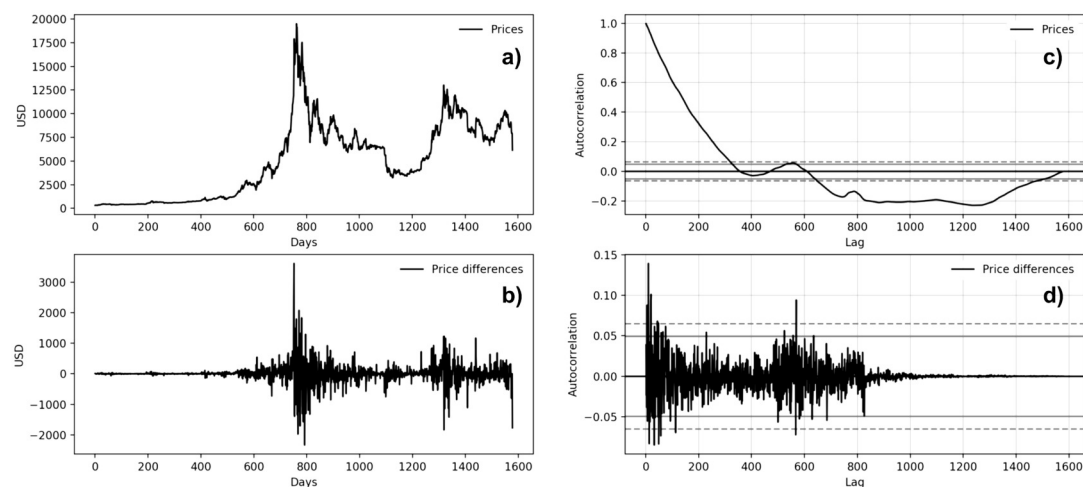 20000
17500
15000
12500
10000
7500
5000
2500
0
USD
Prices
a)
0 200 400 600 800 1000 1200 1400 1600
Days
1.0
0.8
0.6
0.4
0.2
0.0
−0.2
Autocorrelation
Prices
c)
0 200 400 600 800 1000 1200 1400 1600
Lag
3000
2000
1000
0
−1000
−2000
USD
Price differences
b)
0 200 400 600 800 1000 1200 1400 1600
Days
0.15
0.10
0.05
0.00
−0.05
Autocorrelation
Price differences
d)
0 200 400 600 800 1000 1200 1400 1600
Lag